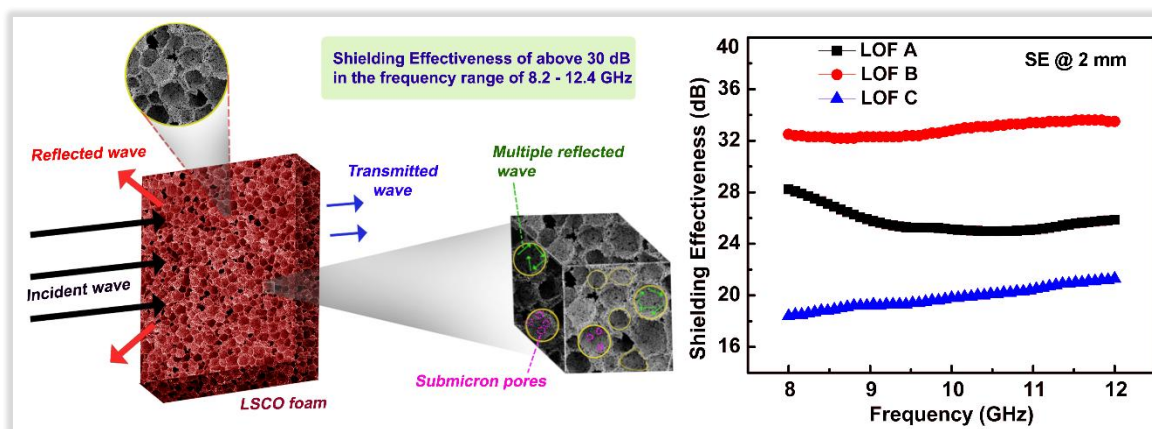 Shielding Effectiveness of above 30 dB
in the frequency range of 8.2 - 12.4 GHz
Reflected wave
Incident wave
LSCO foam
Transmitted
wave
Multiple reflected
wave
Submicron pores
Shielding Effectiveness (dB)
40
36
32
28
24
20
16
LOF A
LOF B
LOF C
SE @ 2 mm
8
9
10
11
12
Frequency (GHz)